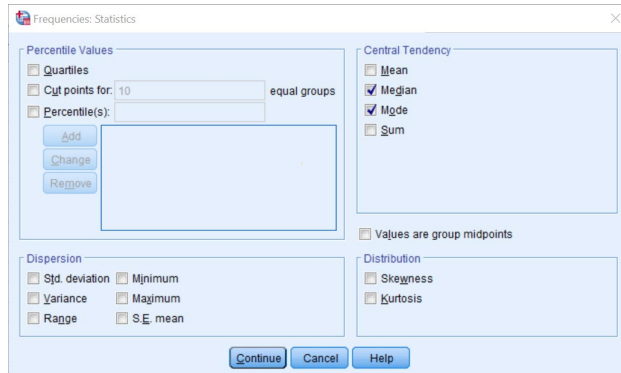 Frequencies: Statistics
Percentile Values
Quartiles
Cut points for: 10 equal groups
Percentile(s):
Add
Change
Remove
Central Tendency
Mean
Median
Mode
Sum
Values are group midpoints
Dispersion
Std. deviation Minimum
Variance Maximum
Range S.E. mean
Distribution
Skewness
Kurtosis
Continue Cancel Help